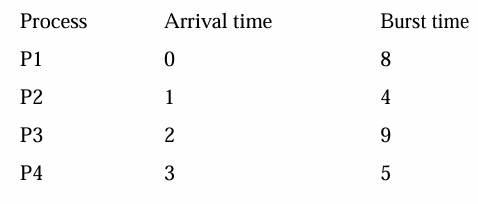 Process Arrival time Burst time
P1 0 8
P2 1 4
P3 2 9
P4 3 5